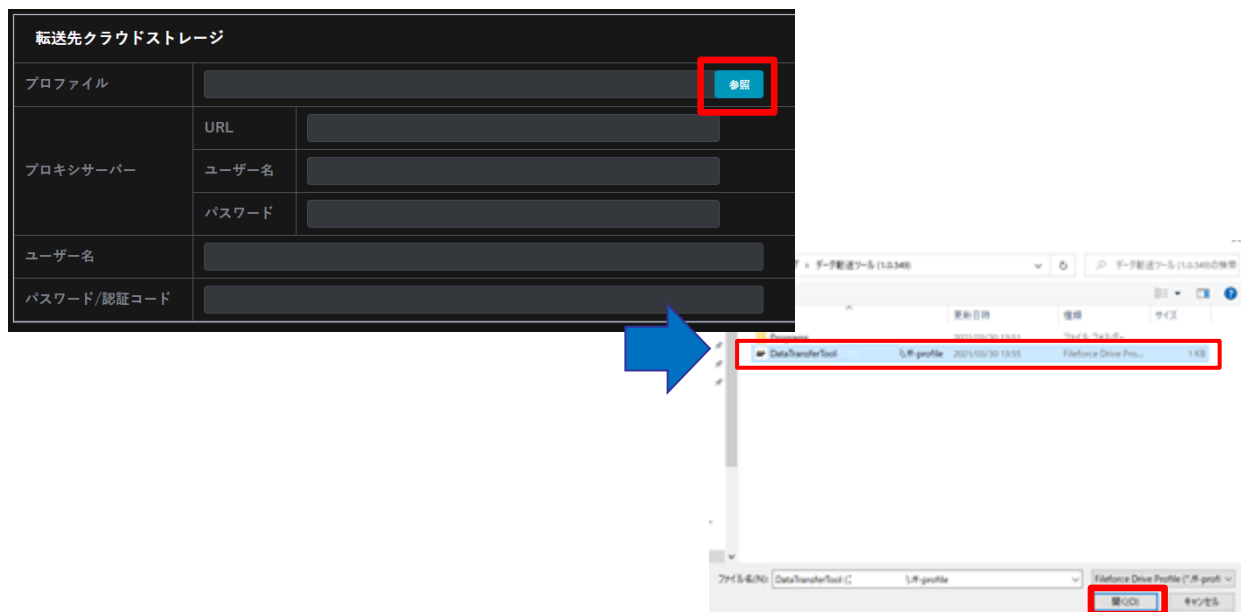 転送先クラウドストレージ
プロファイル
参照
プロキシサーバー
URL
ユーザー名
パスワード
ユーザー名
パスワード/認証コード
データ転送ツール (1.0.349)
データ転送ツール (1.0.349)の検索
更新日時 種類 サイズ
Programs 2021/03/30 13:51 ファイル フォルダー
DataTransferTool ).ff-profile 2021/03/30 13:55 Fileforce Drive Pro... 1 KB
ファイル名(N): DataTransferTool ( ).ff-profile
Fileforce Drive Profile (*.ff-profi
開く(O) キャンセル